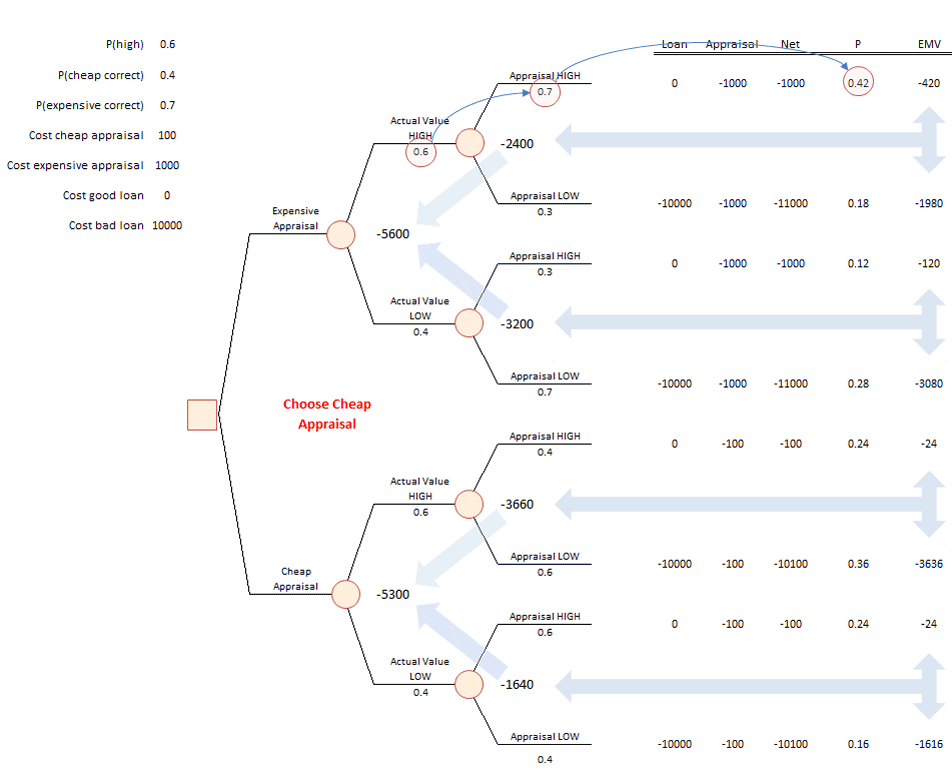 P(high) 0.6
P(cheap correct) 0.4
P(expensive correct) 0.7
Cost cheap appraisal 100
Cost expensive appraisal 1000
Cost good loan 0
Cost bad loan 10000
Loan Appraisal Net P EMV
Appraisal HIGH
0.7
0 -1000 -1000 0.42 -420
Actual Value
HIGH
0.6
-2400
Appraisal LOW
0.3
-10000 -1000 -11000 0.18 -1980
Expensive
Appraisal
-5600
Appraisal HIGH
0.3
0 -1000 -1000 0.12 -120
Actual Value
LOW
0.4
-3200
Appraisal LOW
0.7
-10000 -1000 -11000 0.28 -3080
Choose Cheap
Appraisal
Appraisal HIGH
0.4
0 -100 -100 0.24 -24
Actual Value
HIGH
0.6
-3660
Appraisal LOW
0.6
-10000 -100 -10100 0.36 -3636
Cheap
Appraisal
-5300
Appraisal HIGH
0.6
0 -100 -100 0.24 -24
Actual Value
LOW
0.4
-1640
Appraisal LOW
0.4
-10000 -100 -10100 0.16 -1616